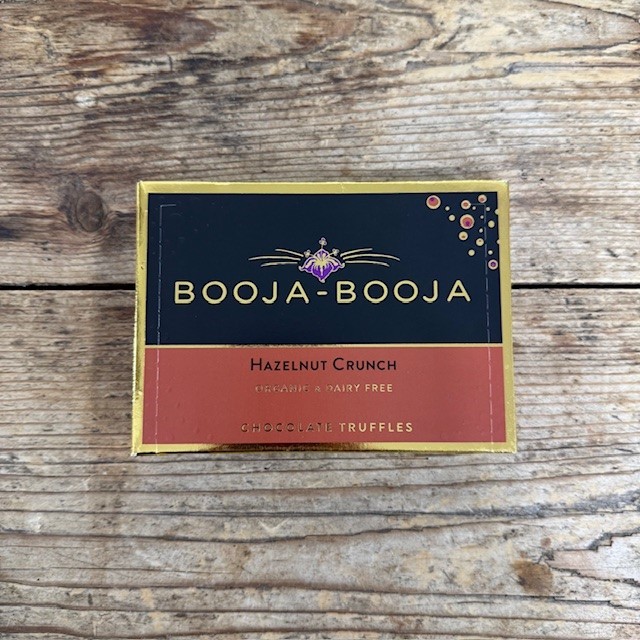 BOOJA-BOOJA
HAZELNUT CRUNCH
ORGANIC & DAIRY FREE
CHOCOLATE TRUFFLES